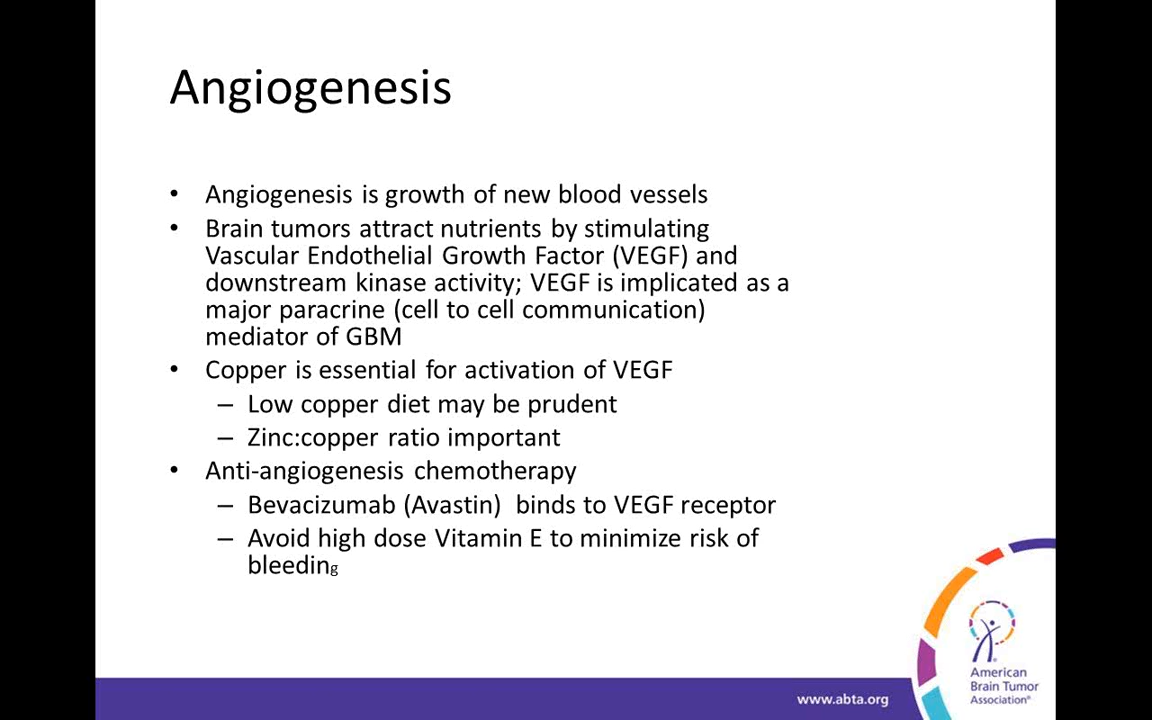 Angiogenesis
• Angiogenesis is growth of new blood vessels
• Brain tumors attract nutrients by stimulating
Vascular Endothelial Growth Factor (VEGF) and
downstream kinase activity; VEGF is implicated as a
major paracrine (cell to cell communication)
mediator of GBM
• Copper is essential for activation of VEGF
– Low copper diet may be prudent
– Zinc:copper ratio important
• Anti-angiogenesis chemotherapy
– Bevacizumab (Avastin)  binds to VEGF receptor
– Avoid high dose Vitamin E to minimize risk of
bleeding
American
Brain Tumor
Association®
www.abta.org